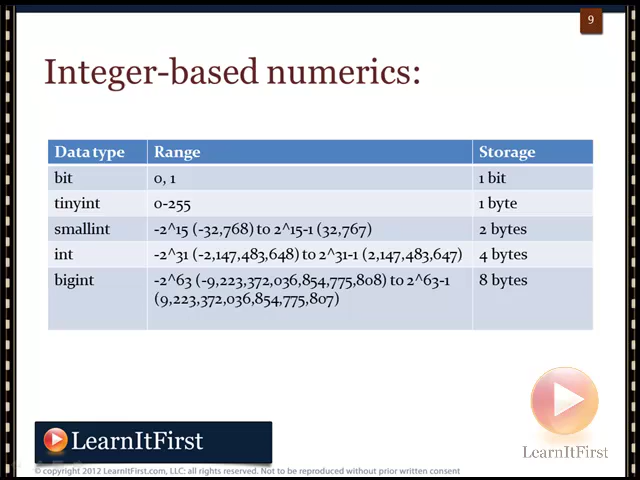 9
Integer-based numerics:
Data type Range Storage
bit 0, 1 1 bit
tinyint 0-255 1 byte
smallint -2^15 (-32,768) to 2^15-1 (32,767) 2 bytes
int -2^31 (-2,147,483,648) to 2^31-1 (2,147,483,647) 4 bytes
bigint -2^63 (-9,223,372,036,854,775,808) to 2^63-1 8 bytes
(9,223,372,036,854,775,807)
LearnItFirst
LearnItFirst
© copyright 2012 LearnItFirst.com, LLC; all rights reserved. Not to be reproduced without prior written consent